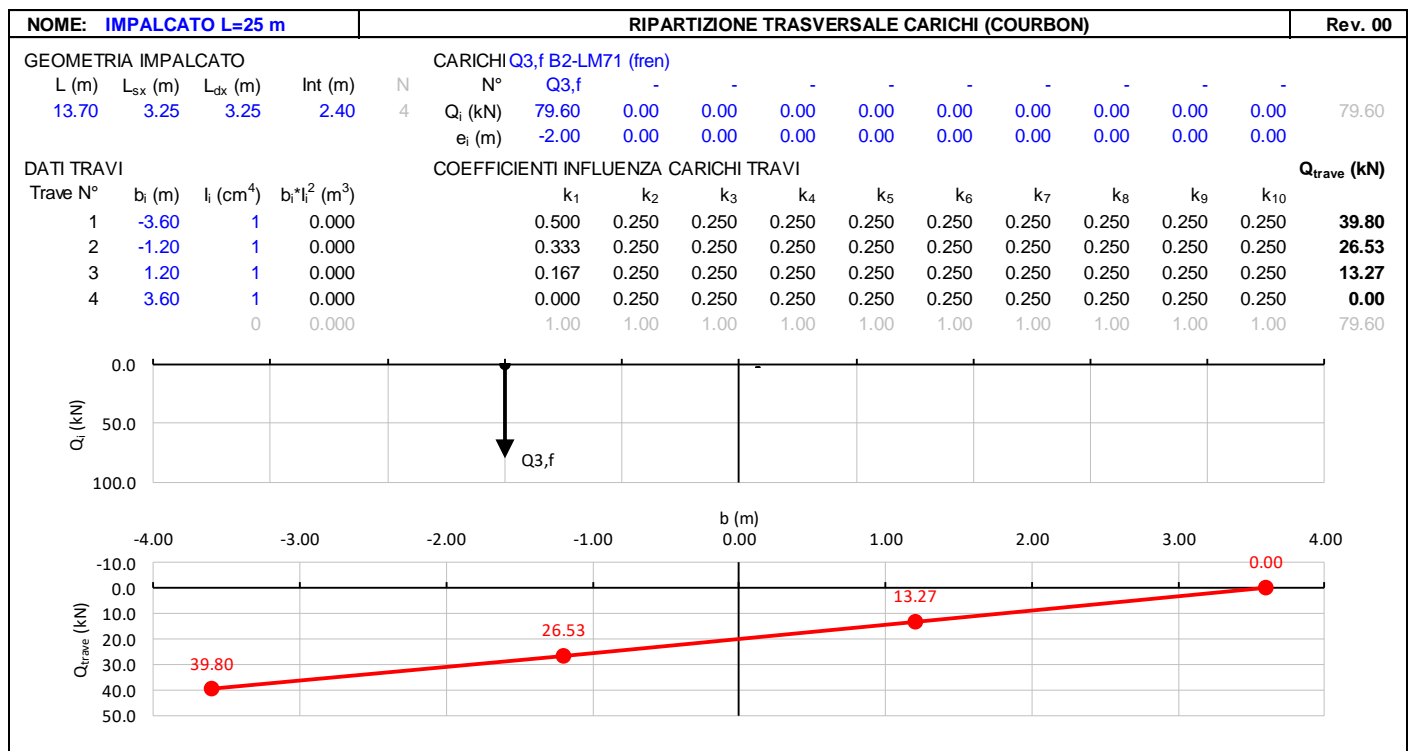 NOME: IMPALCATO L=25 m RIPARTIZIONE TRASVERSALE CARICHI (COURBON) Rev. 00
GEOMETRIA IMPALCATO CARICHI Q3,f B2-LM71 (fren)
L (m) Lsx (m) Ldx (m) Int (m) N N° Q3,f - - - - - - - - -
13.70 3.25 3.25 2.40 4 Qi (kN) 79.60 0.00 0.00 0.00 0.00 0.00 0.00 0.00 0.00 0.00 79.60
ei (m) -2.00 0.00 0.00 0.00 0.00 0.00 0.00 0.00 0.00 0.00
DATI TRAVI COEFFICIENTI INFLUENZA CARICHI TRAVI Qtrave (kN)
Trave N° bi (m) Ii (cm4) bi*Ii2 (m3) k1 k2 k3 k4 k5 k6 k7 k8 k9 k10
1 -3.60 1 0.000 0.500 0.250 0.250 0.250 0.250 0.250 0.250 0.250 0.250 0.250 39.80
2 -1.20 1 0.000 0.333 0.250 0.250 0.250 0.250 0.250 0.250 0.250 0.250 0.250 26.53
3 1.20 1 0.000 0.167 0.250 0.250 0.250 0.250 0.250 0.250 0.250 0.250 0.250 13.27
4 3.60 1 0.000 0.000 0.250 0.250 0.250 0.250 0.250 0.250 0.250 0.250 0.250 0.00
0 0.000 1.00 1.00 1.00 1.00 1.00 1.00 1.00 1.00 1.00 1.00 79.60
0.0
-
50.0
Qi (kN)
Q3,f
100.0
b (m)
-4.00 -3.00 -2.00 -1.00 0.00 1.00 2.00 3.00 4.00
-10.0
0.00
0.0
13.27
10.0
26.53
20.0
Qtrave (kN)
39.80
30.0
40.0
50.0